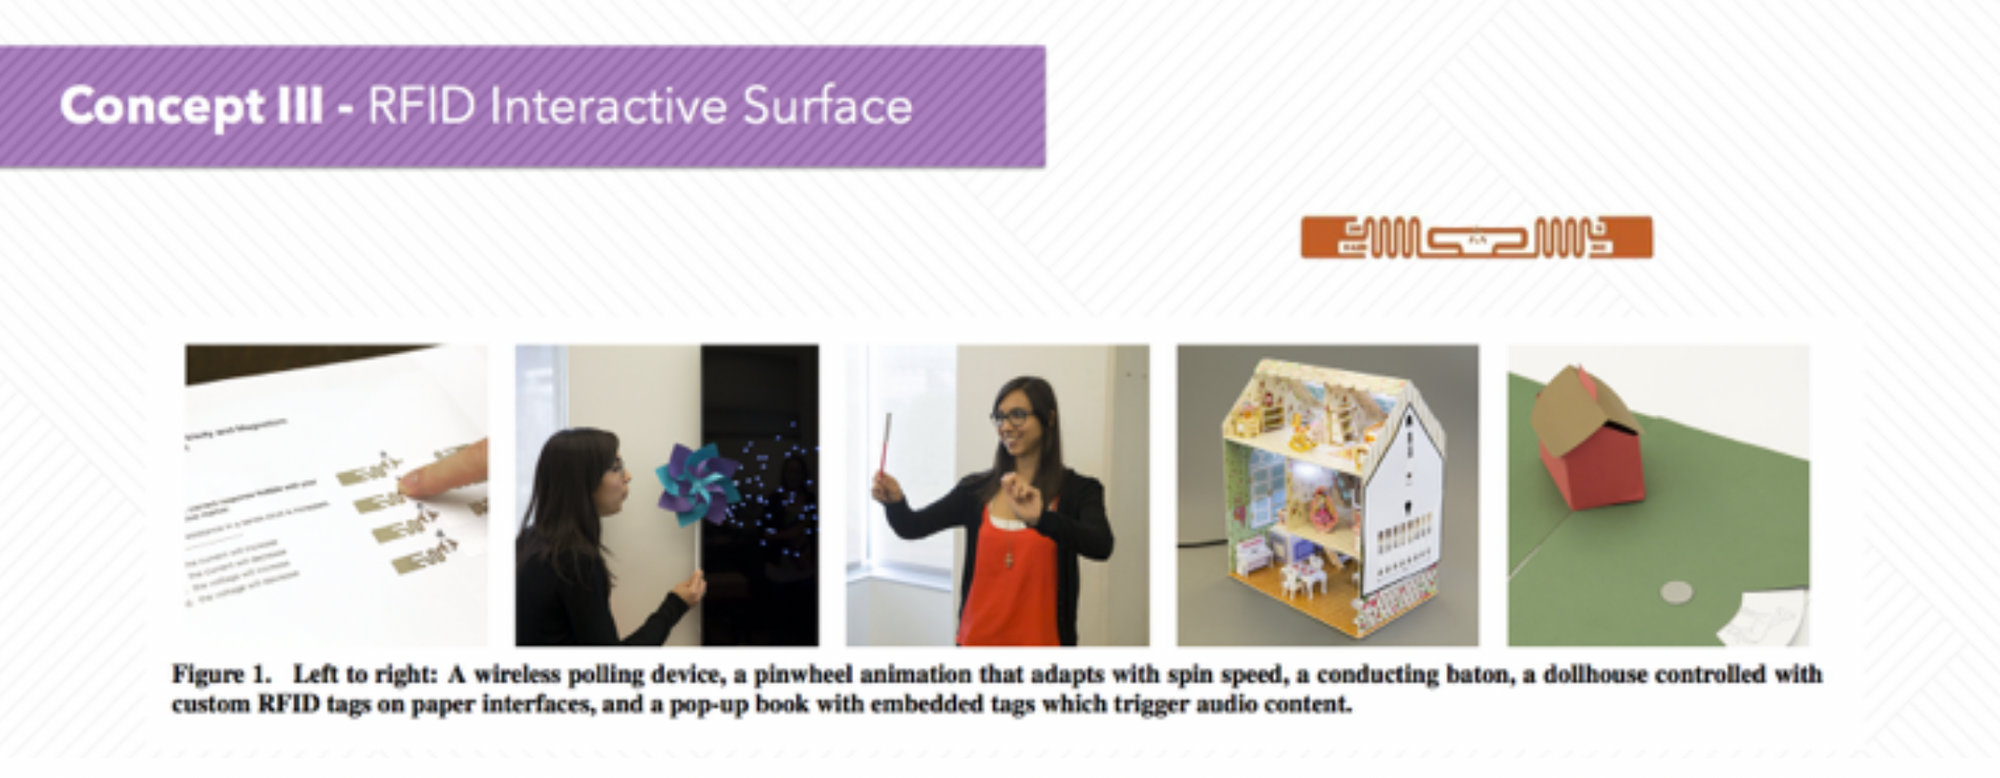 Concept III - RFID Interactive Surface
Figure 1. Left to right: A wireless polling device, a pinwheel animation that adapts with spin speed, a conducting baton, a dollhouse controlled with
custom RFID tags on paper interfaces, and a pop-up book with embedded tags which trigger audio content.